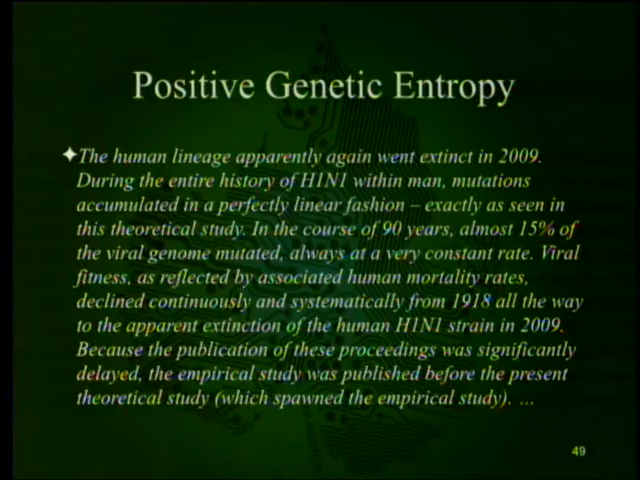 Positive Genetic Entropy
✦The human lineage apparently again went extinct in 2009.
During the entire history of H1N1 within man, mutations
accumulated in a perfectly linear fashion – exactly as seen in
this theoretical study. In the course of 90 years, almost 15% of
the viral genome mutated, always at a very constant rate. Viral
fitness, as reflected by associated human mortality rates,
declined continuously and systematically from 1918 all the way
to the apparent extinction of the human H1N1 strain in 2009.
Because the publication of these proceedings was significantly
delayed, the empirical study was published before the present
theoretical study (which spawned the empirical study). ...
49